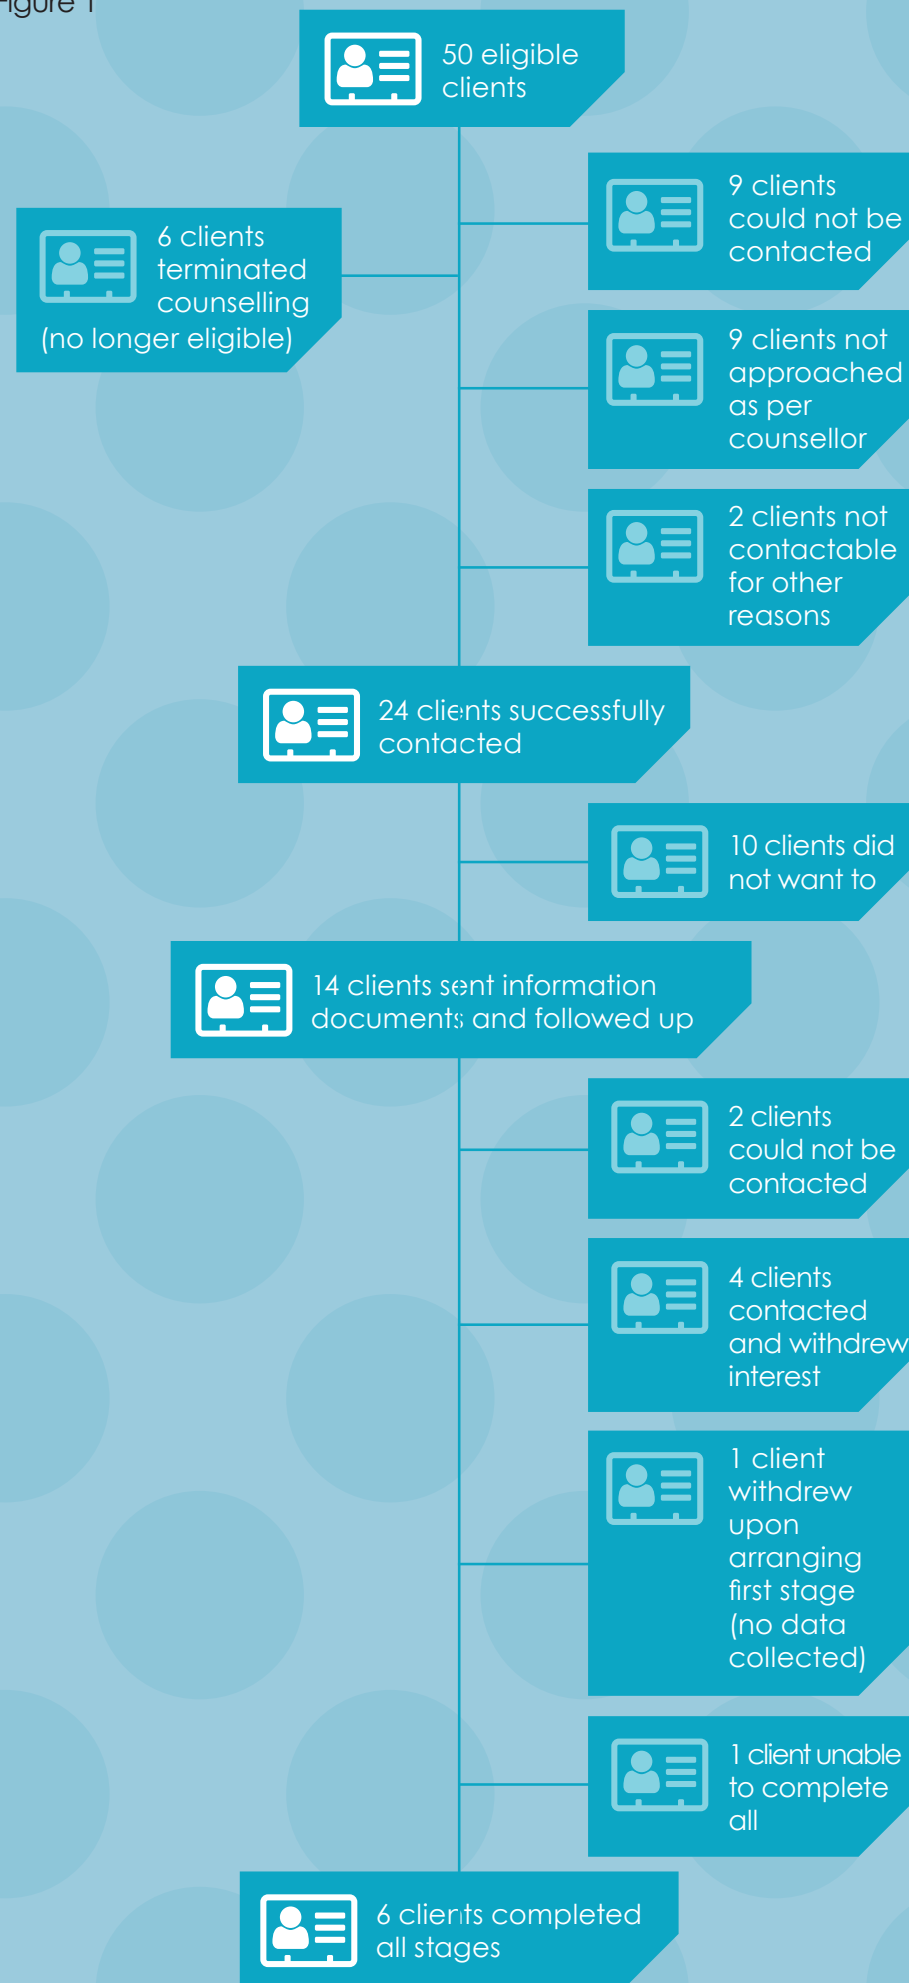 Figure 1
50 eligible
clients
9 clients
could not be
contacted
6 clients
terminated
counselling
(no longer eligible)
9 clients not
approached
as per
counsellor
2 clients not
contactable
for other
reasons
24 clients successfully
contacted
10 clients did
not want to
14 clients sent information
documents and followed up
2 clients
could not be
contacted
4 clients
contacted
and withdrew
interest
1 client
withdrew
upon
arranging
first stage
(no data
collected)
1 client unable
to complete
all
6 clients completed
all stages